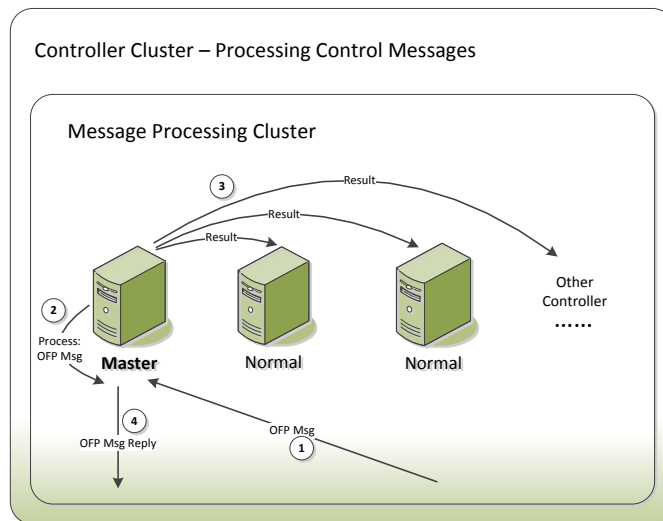 Controller Cluster – Processing Control Messages
Message Processing Cluster
3
Result
Result
Result
Other
Controller
......
2
Process:
OFP Msg
Master
Normal
Normal
4
OFP Msg Reply
OFP Msg
1